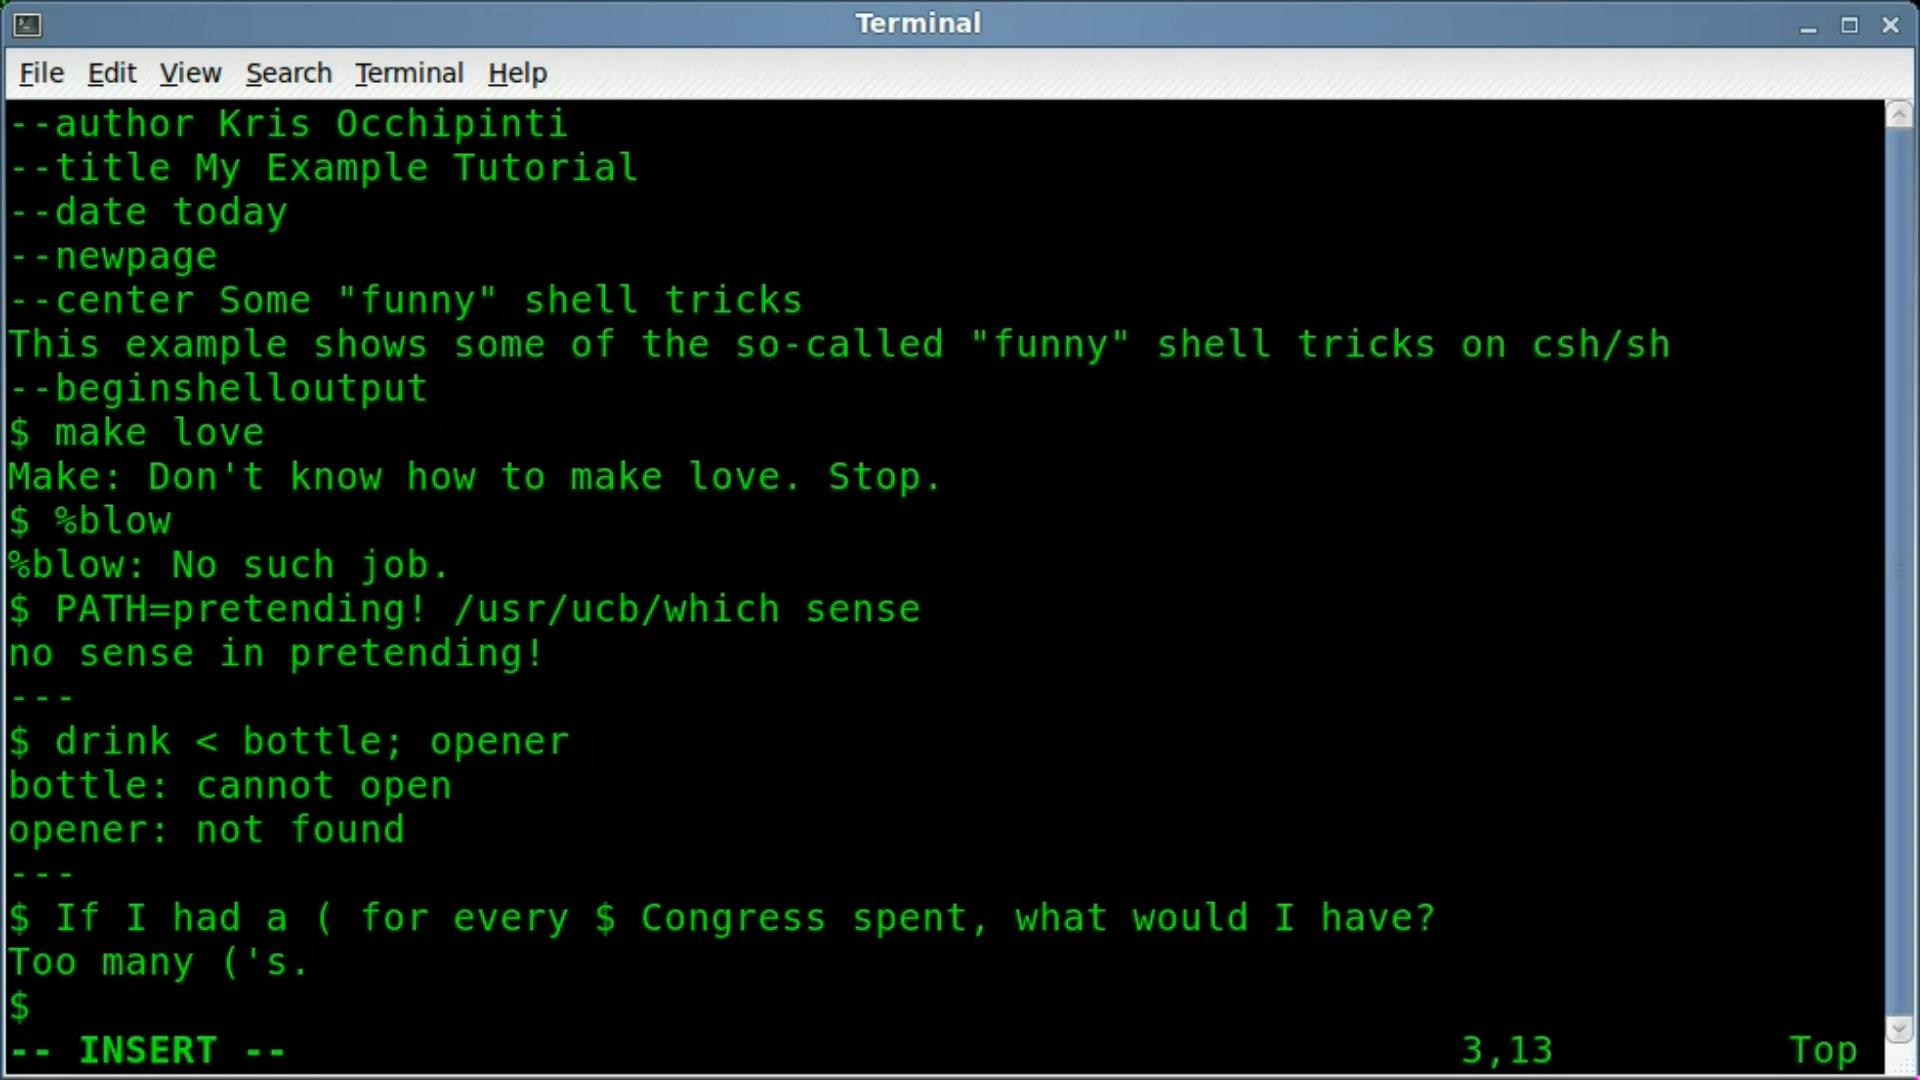 Terminal
File Edit View Search Terminal Help
--author Kris Occhipinti
--title My Example Tutorial
--date today
--newpage
--center Some "funny" shell tricks
This example shows some of the so-called "funny" shell tricks on csh/sh
--beginshelloutput
$ make love
Make: Don't know how to make love. Stop.
$ %blow
%blow: No such job.
$ PATH=pretending! /usr/ucb/which sense
no sense in pretending!
---
$ drink < bottle; opener
bottle: cannot open
opener: not found
---
$ If I had a ( for every $ Congress spent, what would I have?
Too many ('s.
$
-- INSERT -- 3,13 Top